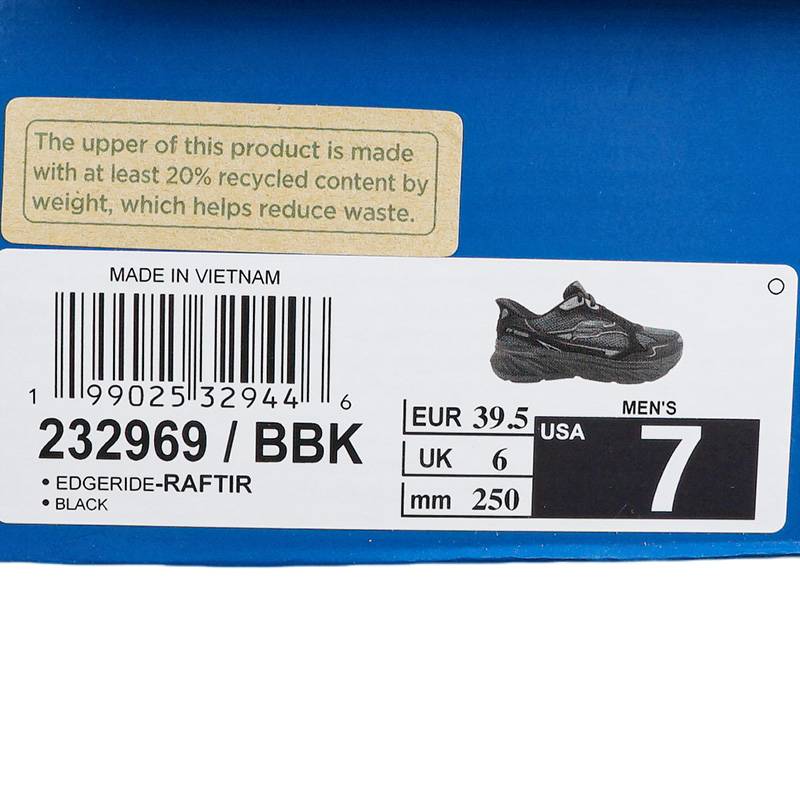 The upper of this product is made
with at least 20% recycled content by
weight, which helps reduce waste.
MADE IN VIETNAM
1 99025 32944 6
232969 / BBK
• EDGERIDE-RAFTIR
• BLACK
EUR 39.5
UK 6
mm 250
MEN'S
USA 7